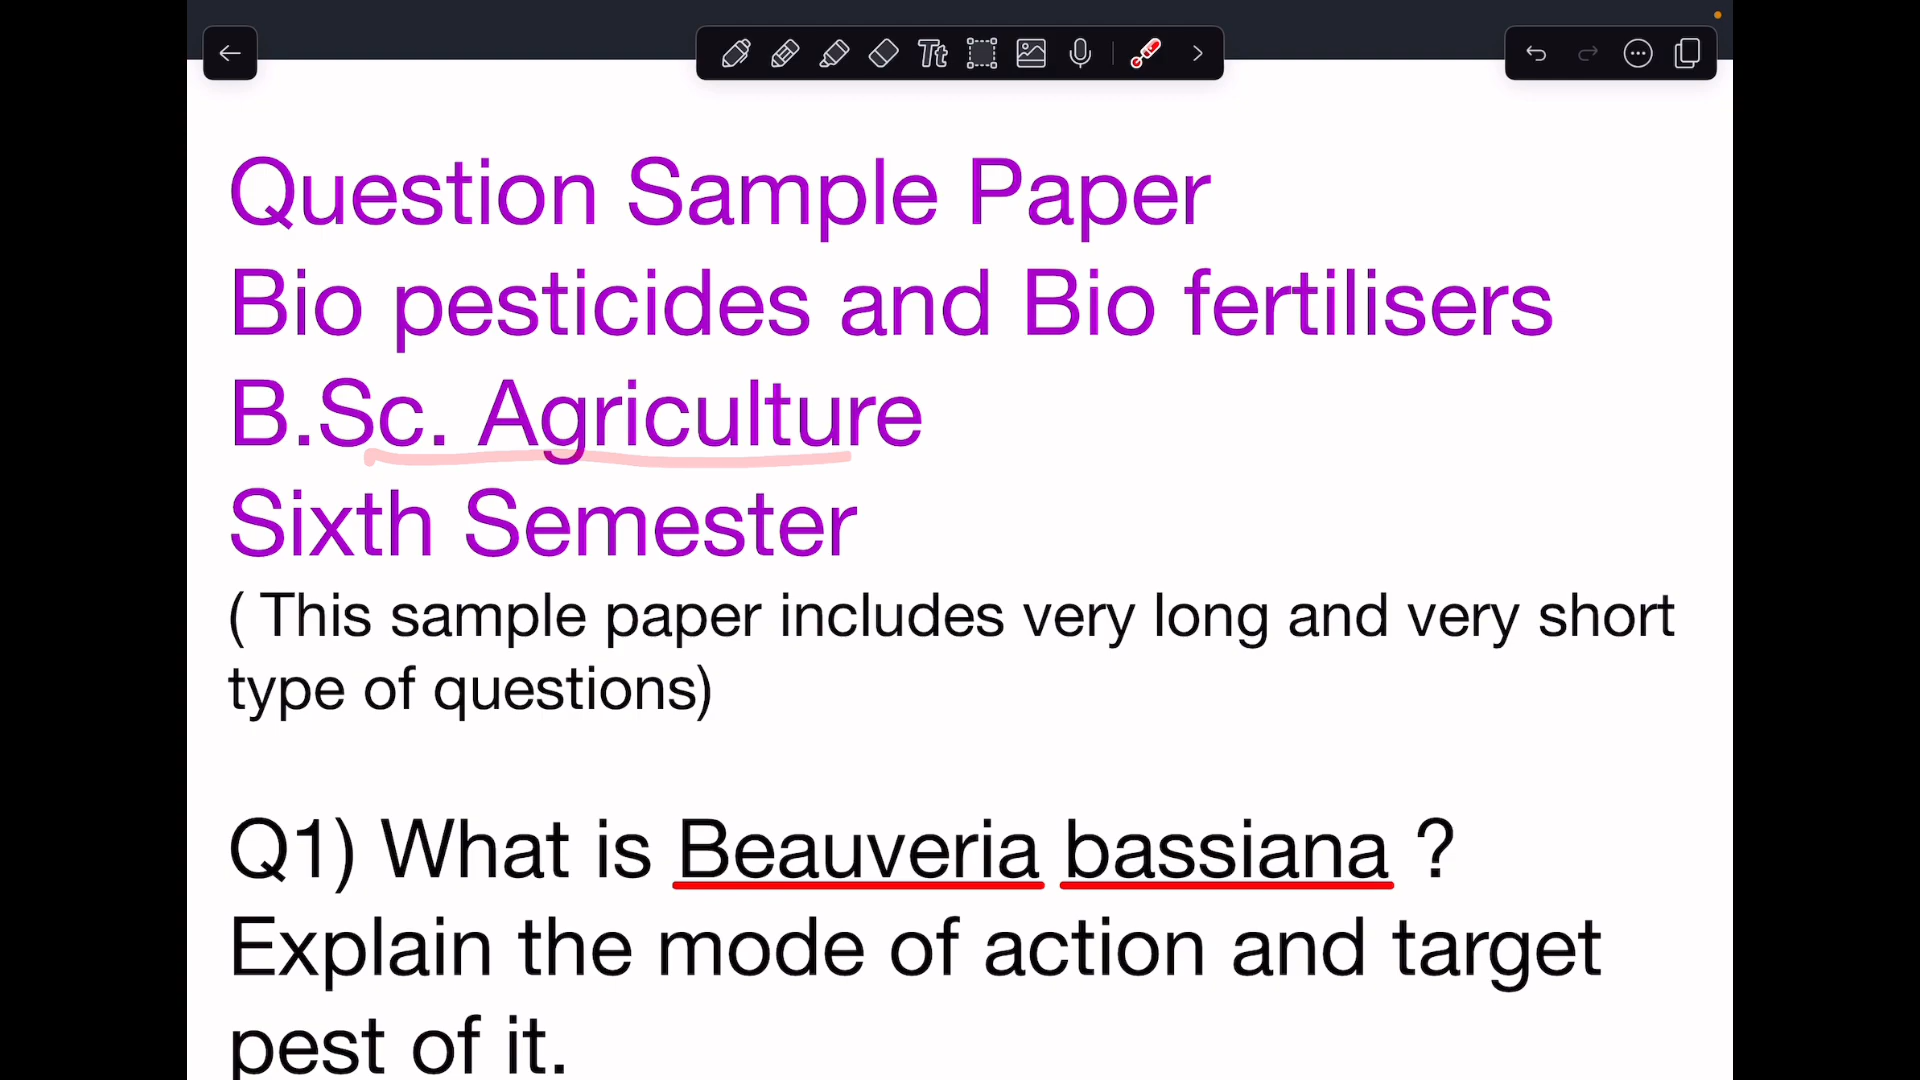 Tt
Question Sample Paper
Bio pesticides and Bio fertilisers
B.Sc. Agriculture
Sixth Semester
( This sample paper includes very long and very short
type of questions)
Q1) What is Beauveria bassiana ?
Explain the mode of action and target
pest of it.